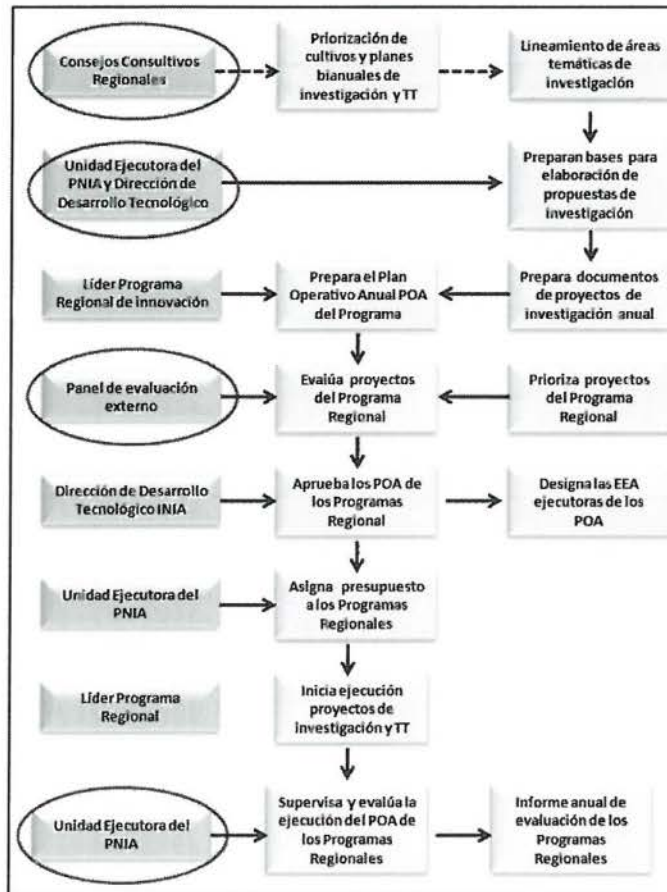 Consejos Consultivos
Regionales
Priorización de
cultivos y planes
bianuales de
investigación y TT
Lineamiento de áreas
temáticas de
investigación
Unidad Ejecutora del
PNIA y Dirección de
Desarrollo Tecnológico
Preparan bases para
elaboración de
propuestas de
investigación
Líder Programa
Regional de innovación
Prepara el Plan
Operativo Anual POA
del Programa
Prepara documentos
de proyectos de
investigación anual
Panel de evaluación
externo
Evalúa proyectos
del Programa
Regional
Prioriza proyectos
del Programa
Regional
Dirección de Desarrollo
Tecnológico INIA
Aprueba los POA de
los Programas
Regional
Designa las EEA
ejecutoras de los
POA
Unidad Ejecutora del
PNIA
Asigna presupuesto
a los Programas
Regionales
Líder Programa
Regional
Inicia ejecución
proyectos de
investigación y TT
Unidad Ejecutora del
PNIA
Supervisa y evalúa la
ejecución del POA de
los Programas
Regionales
Informe anual de
evaluación de los
Programas
Regionales